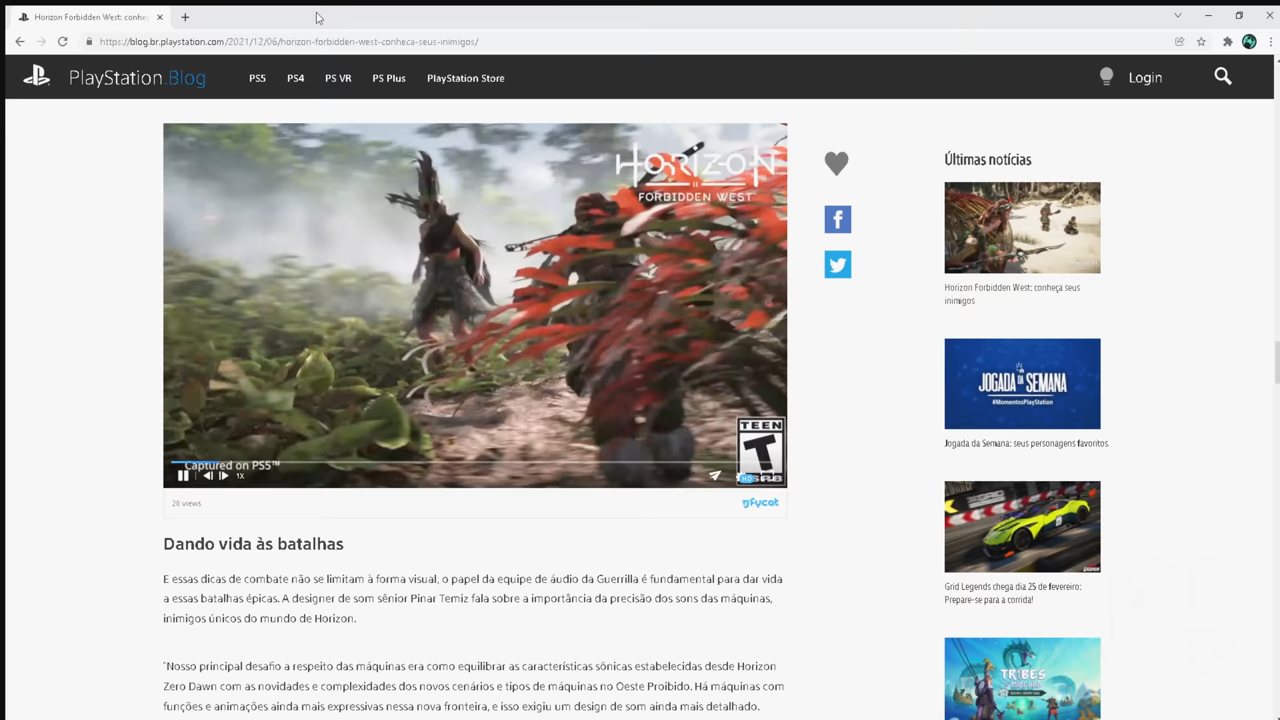 Horizon Forbidden West: conhe
https://blog.br.playstation.com/2021/12/06/horizon-forbidden-west-conheca-seus-inimigos/
PlayStation.Blog
PS5
PS4
PS VR
PS Plus
PlayStation Store
Login
HORIZON
FORBIDDEN WEST
Captured on PS5™
1X
HD
TEEN
T
ESRB
20 views
gfycat
Dando vida às batalhas
E essas dicas de combate não se limitam à forma visual, o papel da equipe de áudio da Guerrilla é fundamental para dar vida
a essas batalhas épicas. A designer de som sênior Pinar Temiz fala sobre a importância da precisão dos sons das máquinas,
inimigos únicos do mundo de Horizon.
"Nosso principal desafio a respeito das máquinas era como equilibrar as características sônicas estabelecidas desde Horizon
Zero Dawn com as novidades e complexidades dos novos cenários e tipos de máquinas no Oeste Proibido. Há máquinas com
funções e animações ainda mais expressivas nessa nova fronteira, e isso exigiu um design de som ainda mais detalhado.
Últimas notícias
Horizon Forbidden West: conheça seus
inimigos
JOGADA DA SEMANA
#MomentosPlayStation
Jogada da Semana: seus personagens favoritos.
Grid Legends chega dia 25 de fevereiro:
Prepare-se para a corrida!
TRIBES